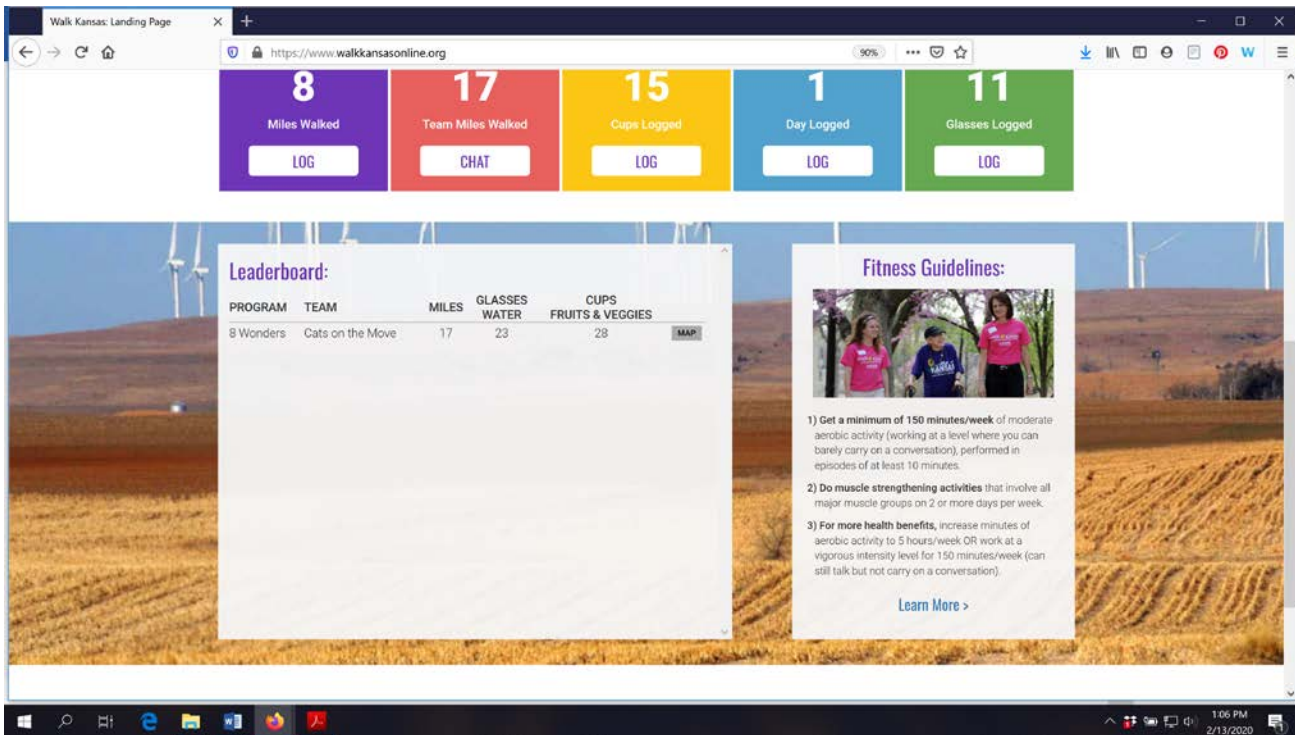 Walk Kansas: Landing Page
https://www.walkkansasonline.org
90%
8
Miles Walked
LOG
17
Team Miles Walked
CHAT
15
Cups Logged
LOG
1
Day Logged
LOG
11
Glasses Logged
LOG
Leaderboard:
PROGRAM TEAM MILES GLASSES WATER CUPS FRUITS & VEGGIES
8 Wonders Cats on the Move 17 23 28 MAP
Fitness Guidelines:
1) Get a minimum of 150 minutes/week of moderate
aerobic activity (working at a level where you can
barely carry on a conversation), performed in
episodes of at least 10 minutes.
2) Do muscle strengthening activities that involve all
major muscle groups on 2 or more days per week.
3) For more health benefits, increase minutes of
aerobic activity to 5 hours/week OR work at a
vigorous intensity level for 150 minutes/week (can
still talk but not carry on a conversation).
Learn More >
1:06 PM
2/13/2020